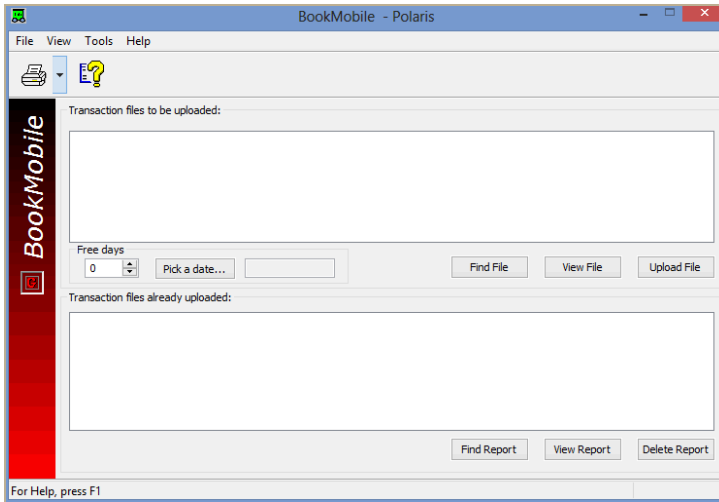 BookMobile - Polaris
File View Tools Help
BookMobile
Transaction files to be uploaded:
Free days
0 Pick a date... Find File View File Upload File
Transaction files already uploaded:
Find Report View Report Delete Report
For Help, press F1